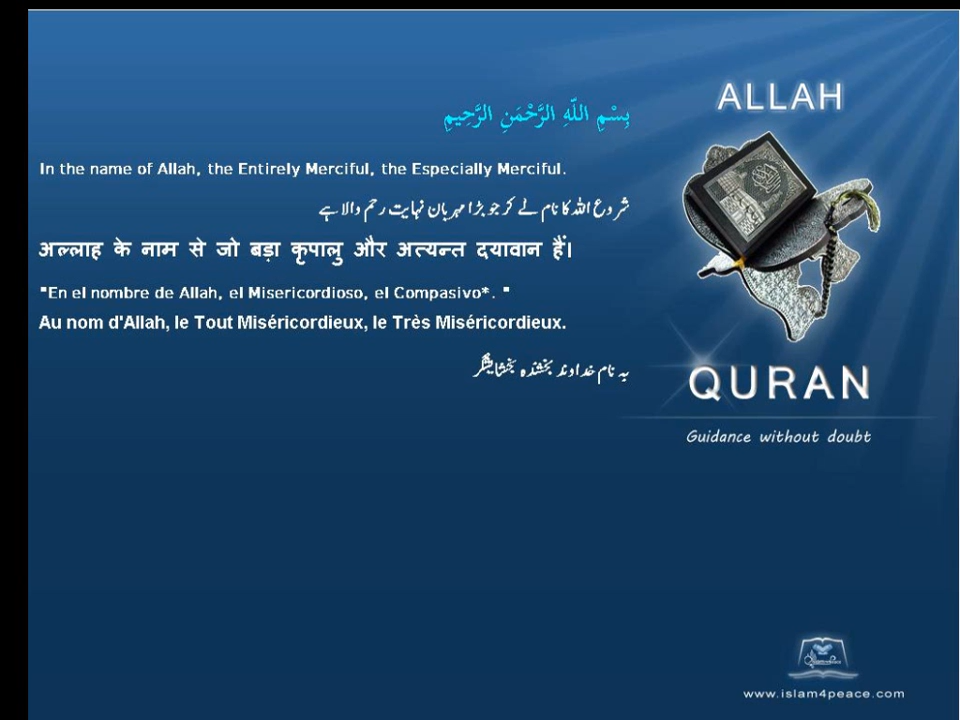 بِسْمِ اللَّهِ الرَّحْمَنِ الرَّحِيمِ
In the name of Allah, the Entirely Merciful, the Especially Merciful.
شروع الله کا نام لے کر جو بڑا مہربان نہایت رحم والا ہے
अल्लाह के नाम से जो बड़ा कृपालु और अत्यन्त दयावान हैं।
"En el nombre de Allah, el Misericordioso, el Compasivo*. "
Au nom d'Allah, le Tout Miséricordieux, le Très Miséricordieux.
به نام خداوند بخشنده بخشایشگر
ALLAH
QURAN
Guidance without doubt
www.islam4peace.com